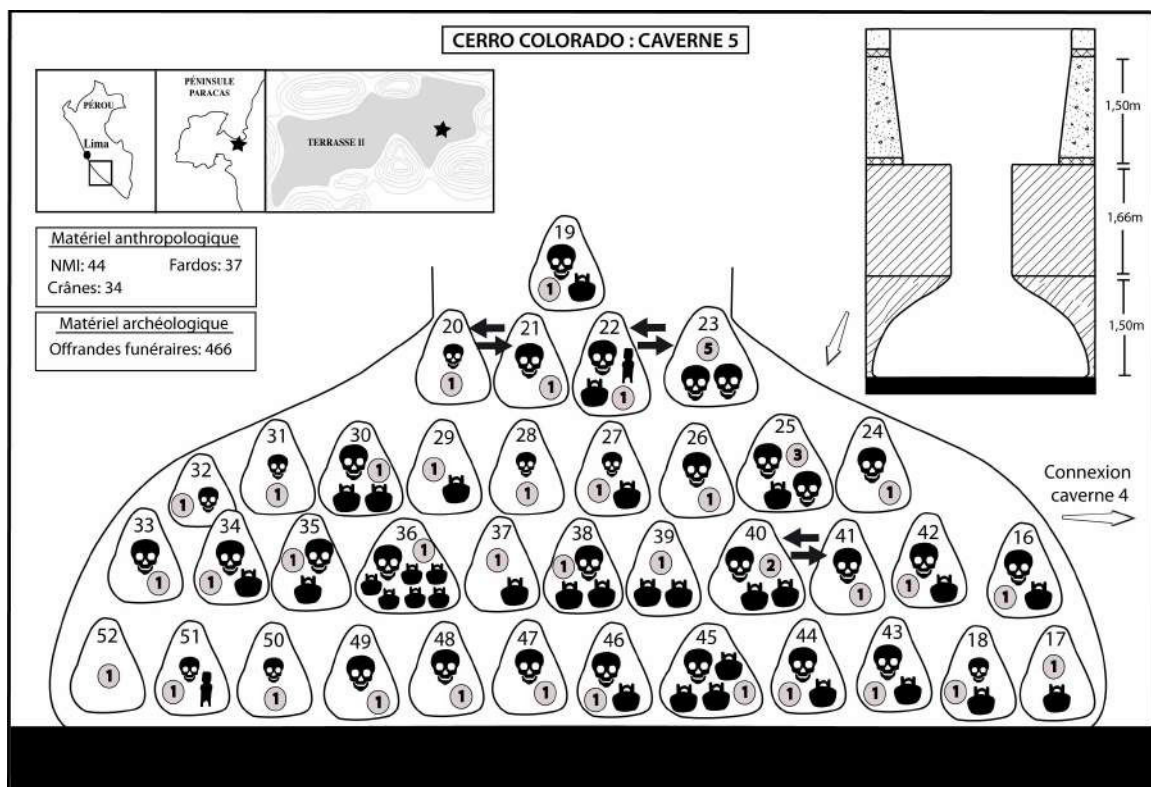 CERRO COLORADO : CAVERNE 5
PÉROU
Lima
PÉNINSULE
PARACAS
TERRASSE II
1,50m
1,66m
1,50m
Matériel anthropologique
NMI: 44 Fardos: 37
Crânes: 34
Matériel archéologique
Offrandes funéraires: 466
19
1
20 21 22 23
1 1 1 5
32 31 30 29 28 27 26 25 24
1 1 1 1 1 1 1 3 1
Connexion
caverne 4
33 34 35 36 37 38 39 40 41 42 16
1 1 1 1 1 1 1 2 1 1 1
52 51 50 49 48 47 46 45 44 43 18 17
1 1 1 1 1 1 1 1 1 1 1 1